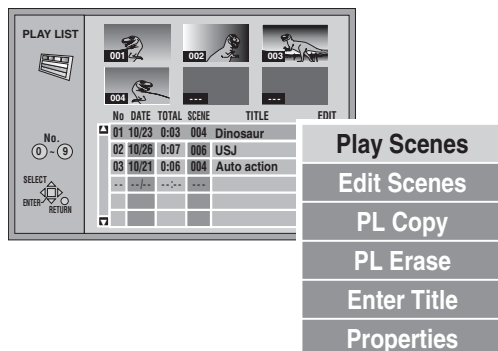 PLAY LIST
001 002 003
004 --- ---
No DATE TOTAL SCENE TITLE EDIT
01 10/23 0:03 004 Dinosaur
02 10/26 0:07 006 USJ
03 10/21 0:06 004 Auto action
-- --/-- --:-- ---
No.
0 ~ 9
SELECT
ENTER
RETURN
Play Scenes
Edit Scenes
PL Copy
PL Erase
Enter Title
Properties